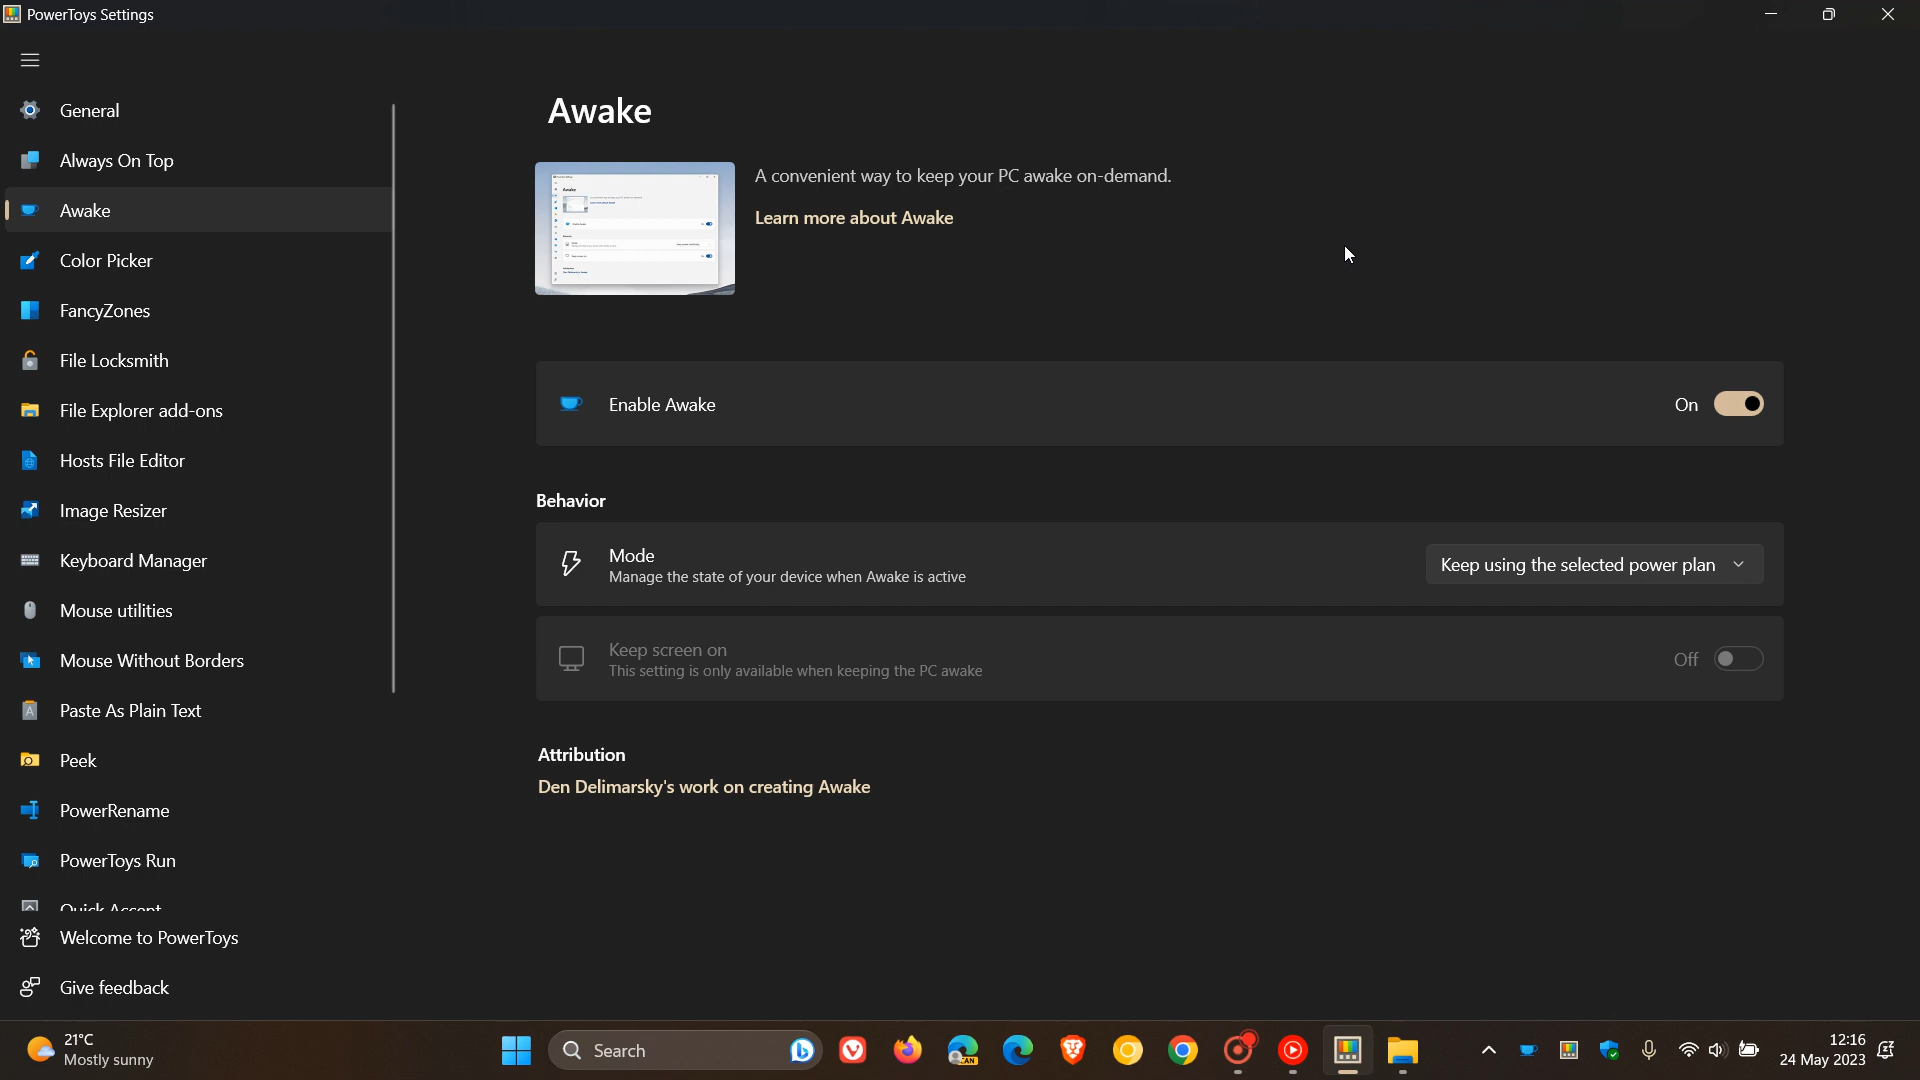 PowerToys Settings
General
Always On Top
Awake
Color Picker
FancyZones
File Locksmith
File Explorer add-ons
Hosts File Editor
Image Resizer
Keyboard Manager
Mouse utilities
Mouse Without Borders
Paste As Plain Text
Peek
PowerRename
PowerToys Run
Quick Accent
Welcome to PowerToys
Give feedback
Awake
A convenient way to keep your PC awake on-demand.
Learn more about Awake
Enable Awake
On
Behavior
Mode
Manage the state of your device when Awake is active
Keep using the selected power plan
Keep screen on
This setting is only available when keeping the PC awake
Off
Attribution
Den Delimarsky's work on creating Awake
21°C
Mostly sunny
Search
CAN
12:16
24 May 2023